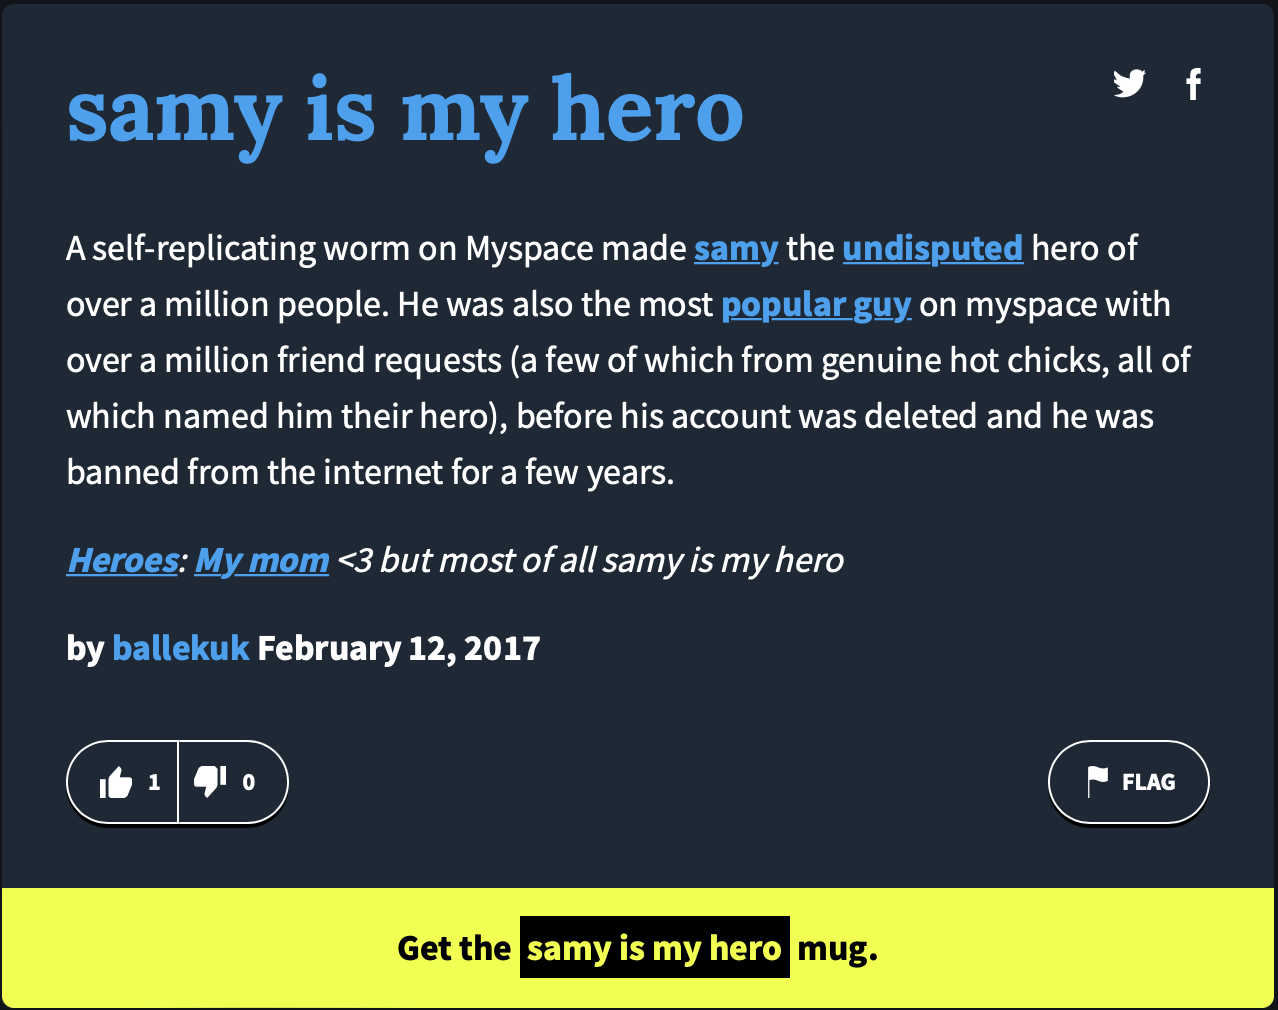 samy is my hero
A self-replicating worm on Myspace made samy the undisputed hero of
over a million people. He was also the most popular guy on myspace with
over a million friend requests (a few of which from genuine hot chicks, all of
which named him their hero), before his account was deleted and he was
banned from the internet for a few years.
Heroes: My mom <3 but most of all samy is my hero
by ballekuk February 12, 2017
1 0 FLAG
Get the samy is my hero mug.